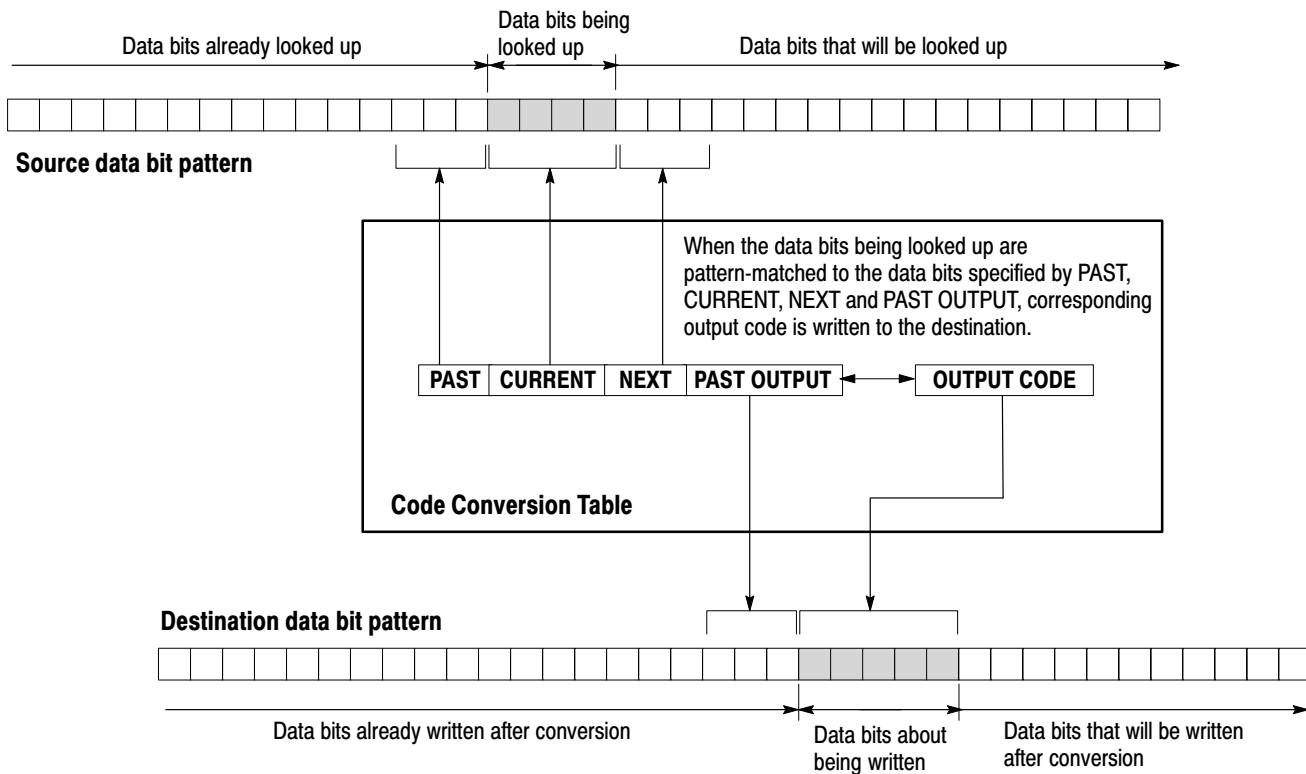 Data bits already looked up
Data bits being
looked up
Data bits that will be looked up
Source data bit pattern
When the data bits being looked up are
pattern-matched to the data bits specified by PAST,
CURRENT, NEXT and PAST OUTPUT, corresponding
output code is written to the destination.
PAST CURRENT NEXT PAST OUTPUT OUTPUT CODE
Code Conversion Table
Destination data bit pattern
Data bits already written after conversion
Data bits about
being written
Data bits that will be written
after conversion